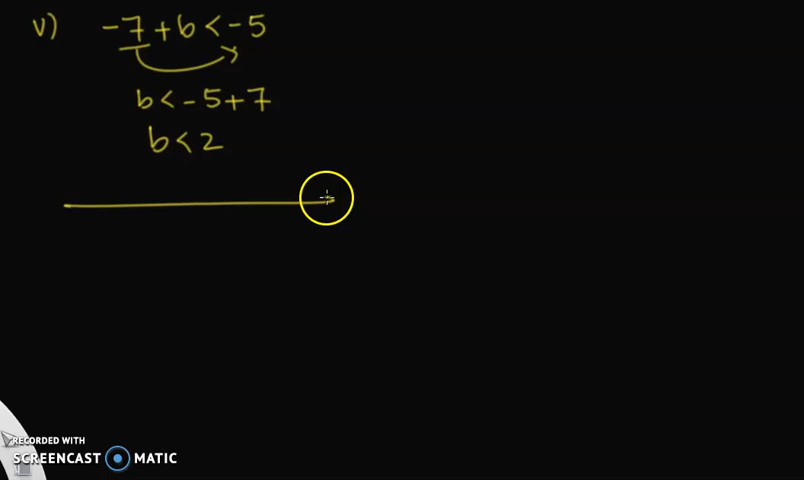 v) -7+b<-5
b<-5+7
b<2
RECORDED WITH
SCREENCAST MATIC